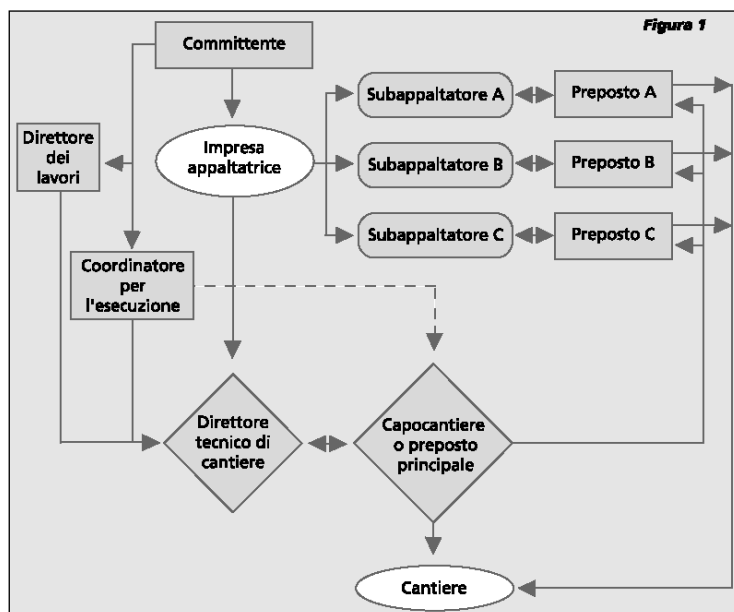 Figura 1
Committente
Subappaltatore A
Preposto A
Direttore
dei
lavori
Impresa
appaltatrice
Subappaltatore B
Preposto B
Subappaltatore C
Preposto C
Coordinatore
per
l'esecuzione
Direttore
tecnico di
cantiere
Capocantiere
o preposto
principale
Cantiere